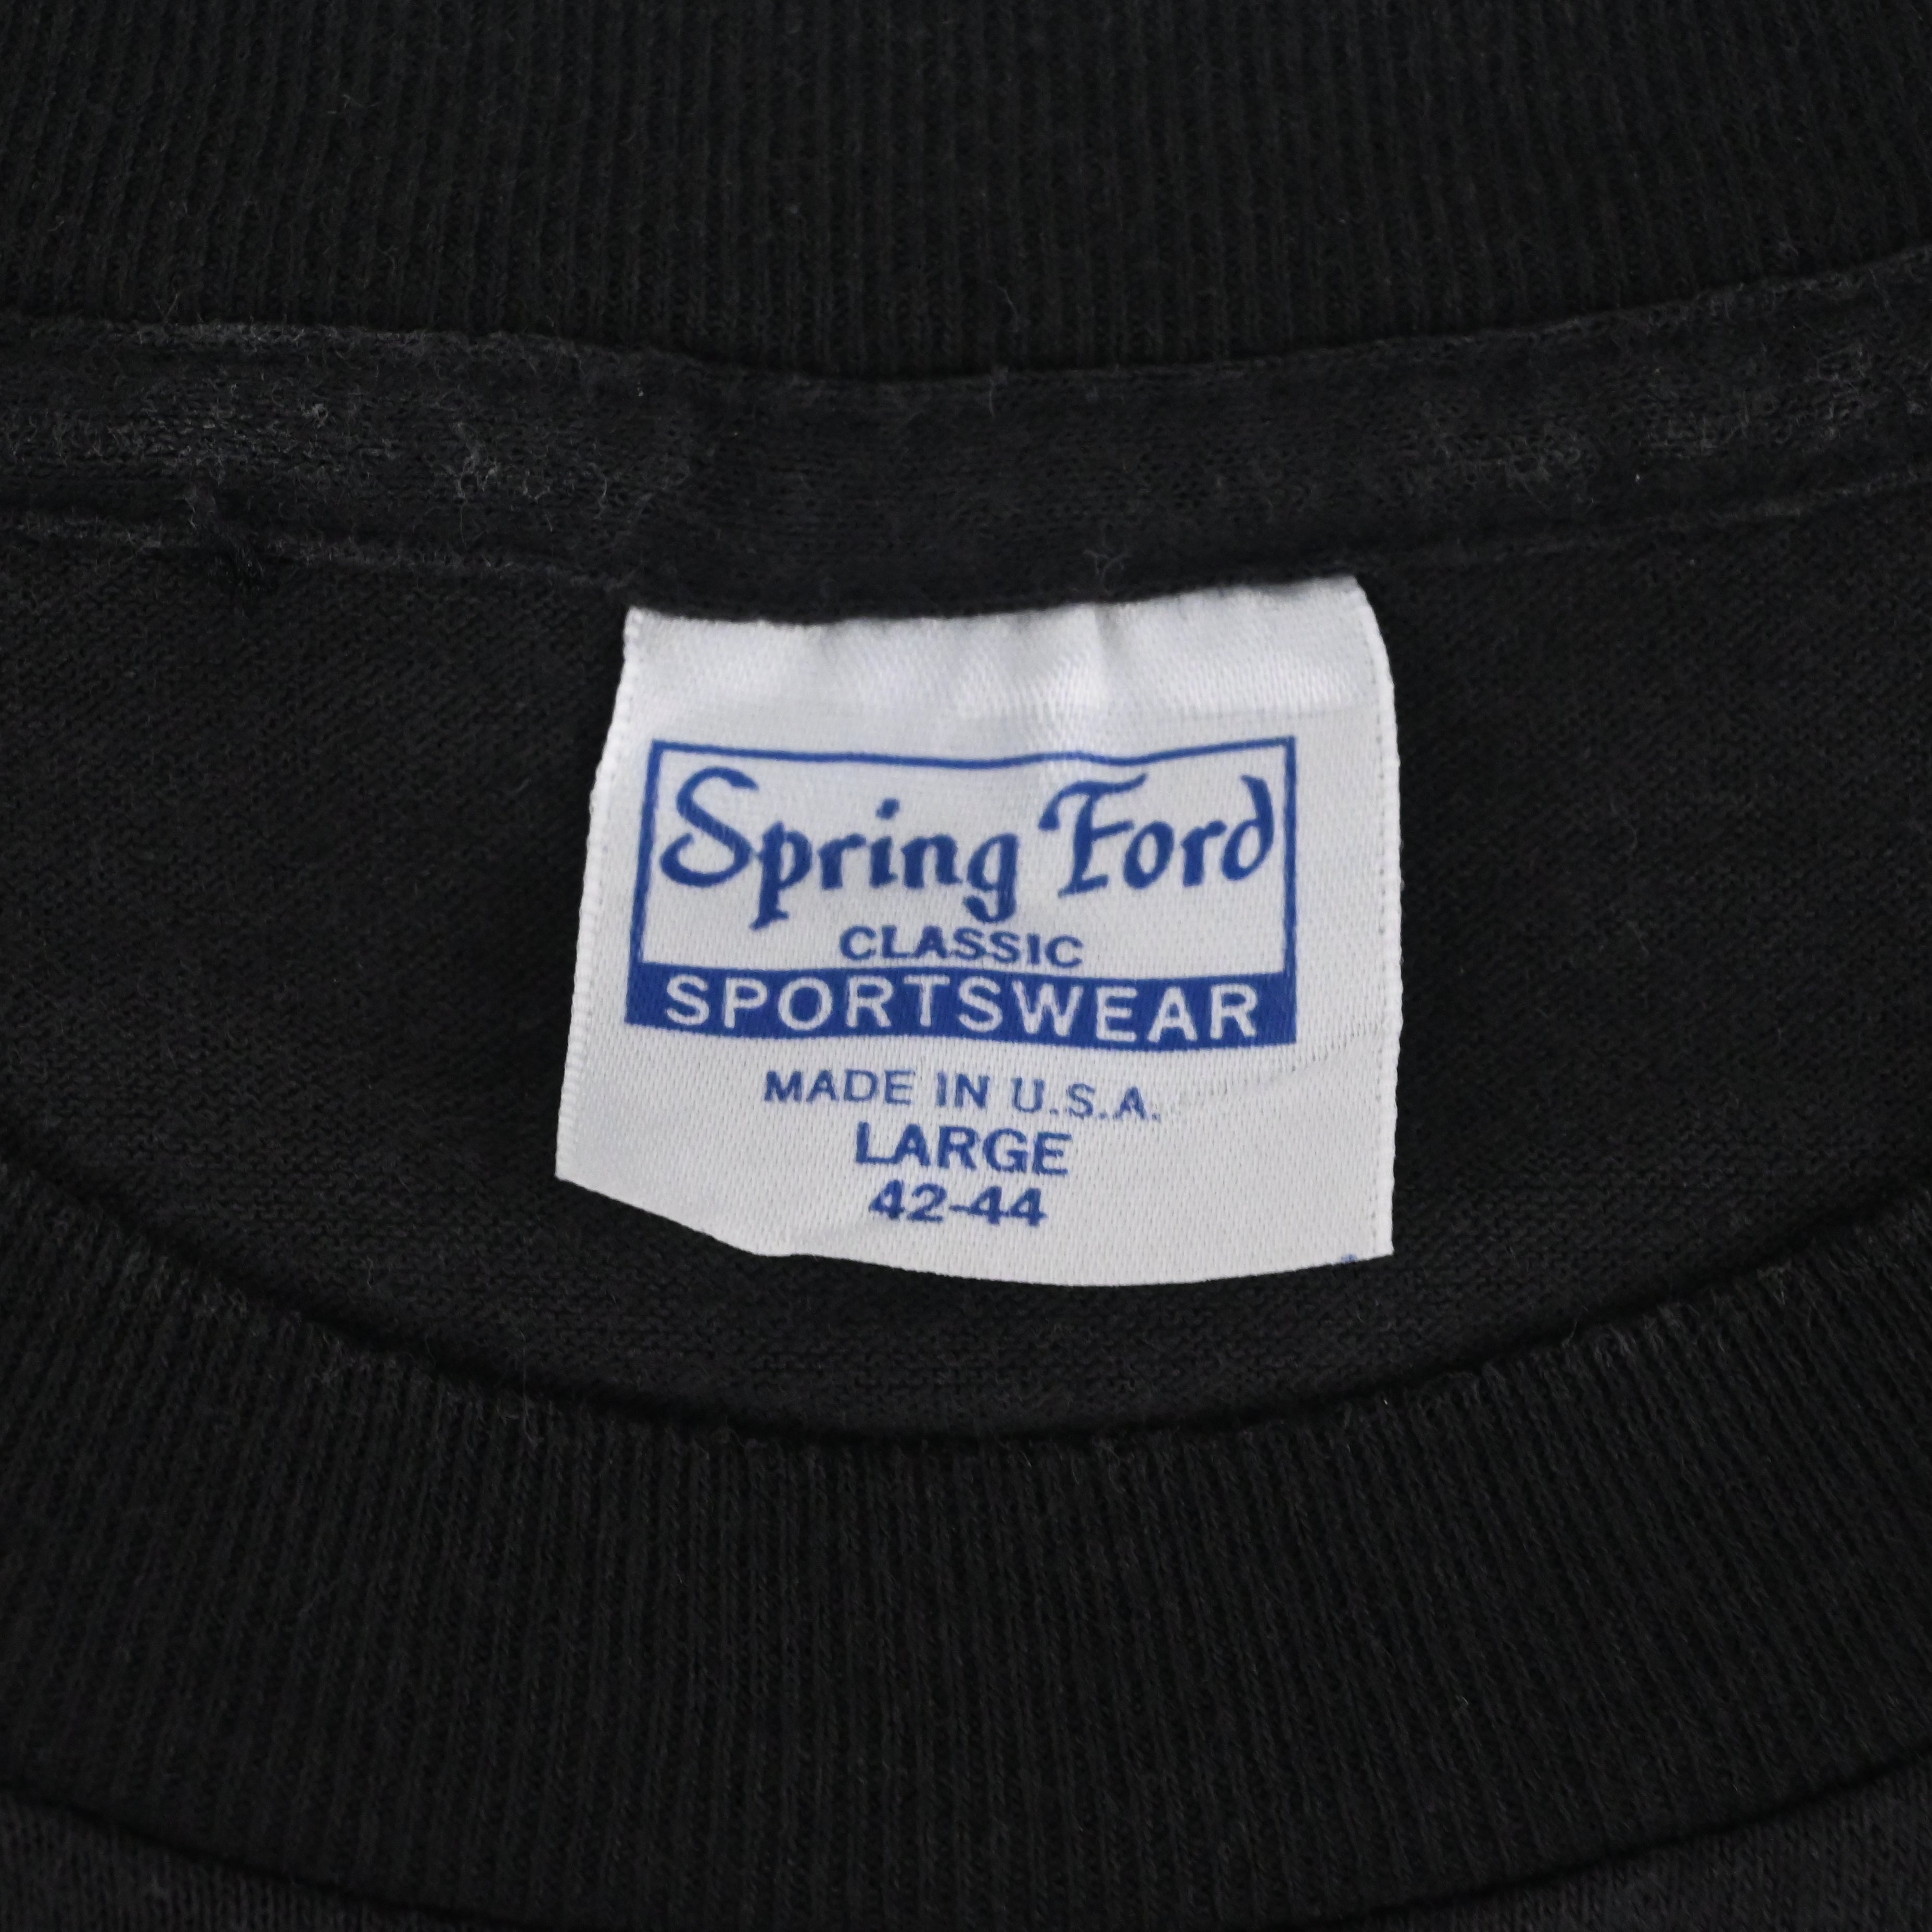 Spring Ford
CLASSIC
SPORTSWEAR
MADE IN U.S.A.
LARGE
42-44